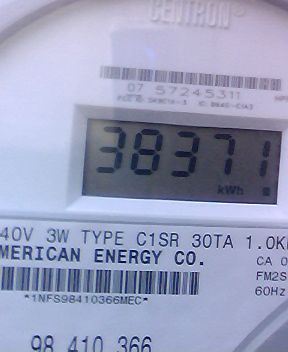 CENTRON®
07 57245311
38371
kWh
40V 3W TYPE C1SR 30TA 1.0K
MERICAN ENERGY CO.
CA 0
FM2S
60Hz
*1NFS98410366MEC*
98 410 366